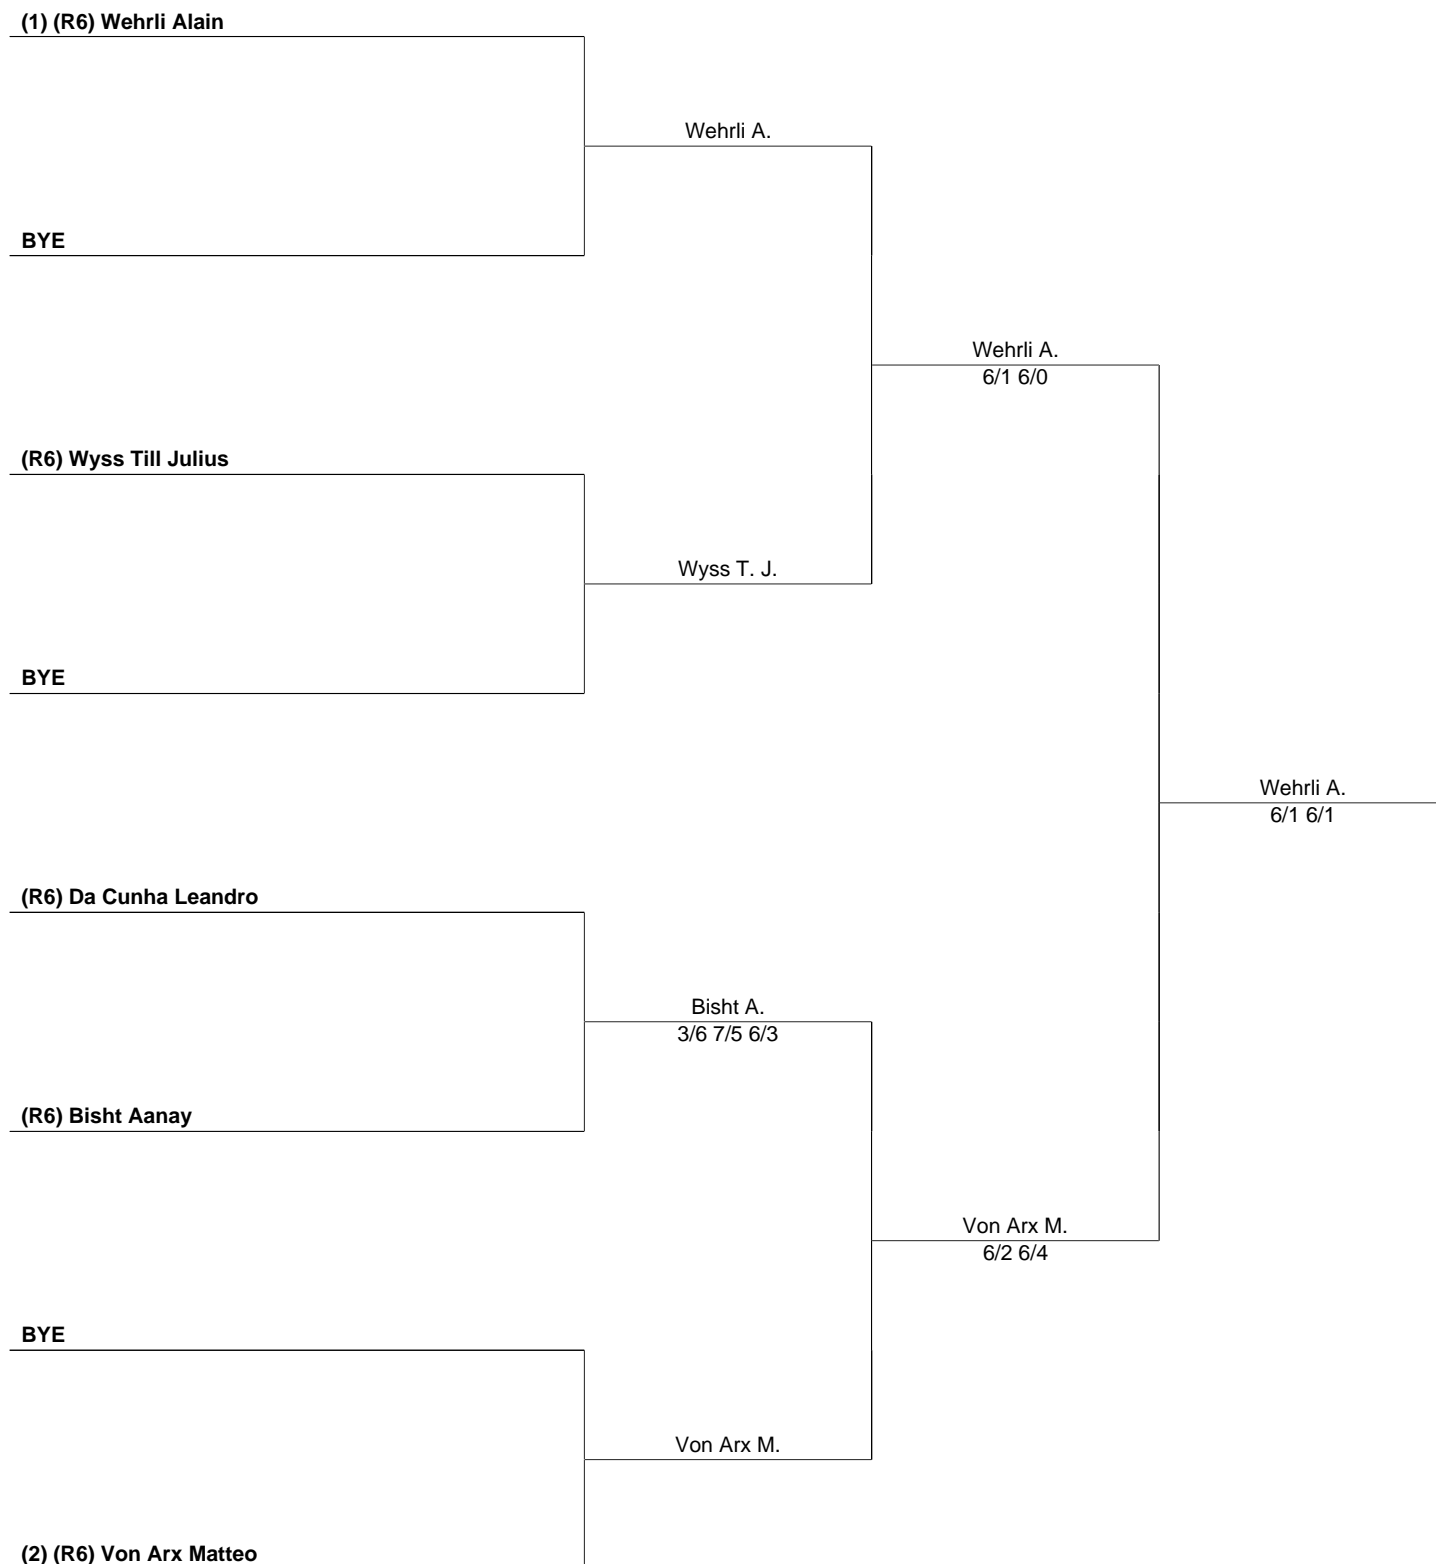 (1) (R6) Wehrli Alain
Wehrli A.
BYE
Wehrli A.
6/1 6/0
(R6) Wyss Till Julius
Wyss T. J.
BYE
Wehrli A.
6/1 6/1
(R6) Da Cunha Leandro
Bisht A.
3/6 7/5 6/3
(R6) Bisht Aanay
Von Arx M.
6/2 6/4
BYE
Von Arx M.
(2) (R6) Von Arx Matteo